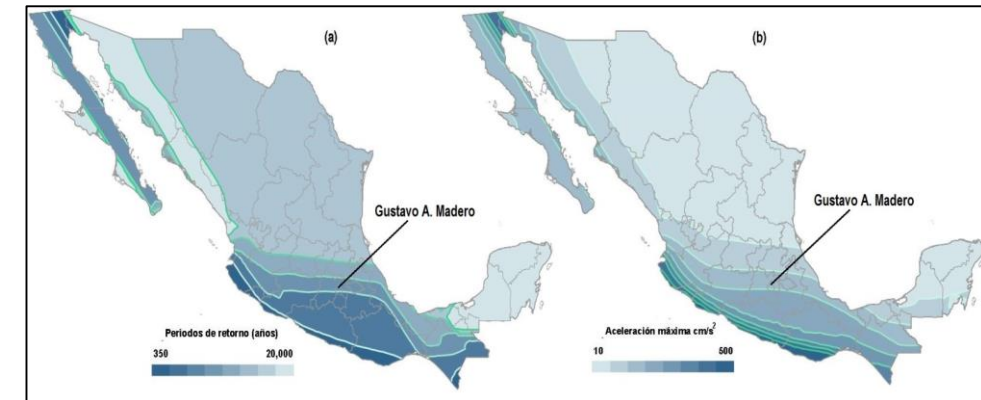 (a)
Gustavo A. Madero
Periodos de retorno (años)
350 20,000
(b)
Gustavo A. Madero
Aceleración máxima cm/s²
10 500